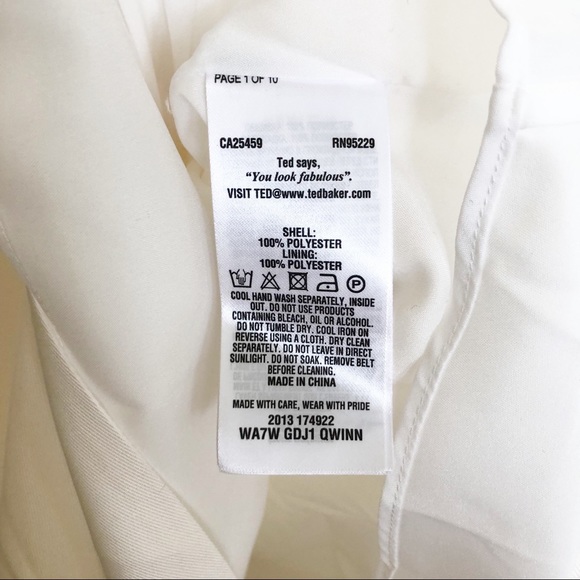 PAGE 1 OF 10
CA25459 RN95229
Ted says,
“You look fabulous”.
VISIT TED@www.tedbaker.com
SHELL:
100% POLYESTER
LINING:
100% POLYESTER
P
COOL HAND WASH SEPARATELY, INSIDE
OUT. DO NOT USE PRODUCTS
CONTAINING BLEACH, OIL OR ALCOHOL.
DO NOT TUMBLE DRY. COOL IRON ON
REVERSE USING A CLOTH. DRY CLEAN
SEPARATELY. DO NOT LEAVE IN DIRECT
SUNLIGHT. DO NOT SOAK. REMOVE BELT
BEFORE CLEANING.
MADE IN CHINA
MADE WITH CARE, WEAR WITH PRIDE
2013 174922
WA7W GDJ1 QWINN